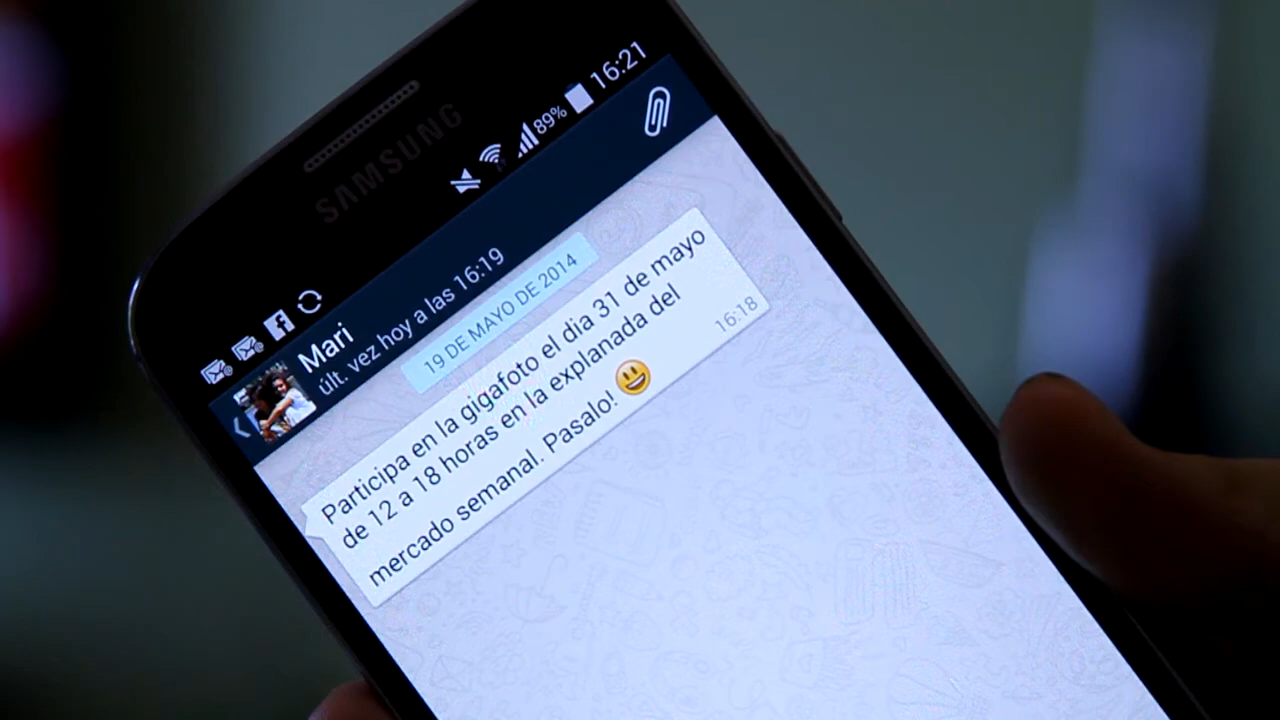 SAMSUNG
89% 16:21
Mari
últ. vez hoy a las 16:19
19 DE MAYO DE 2014
Participa en la gigafoto el dia 31 de mayo
de 12 a 18 horas en la explanada del
mercado semanal. Pasalo! 😃
16:18